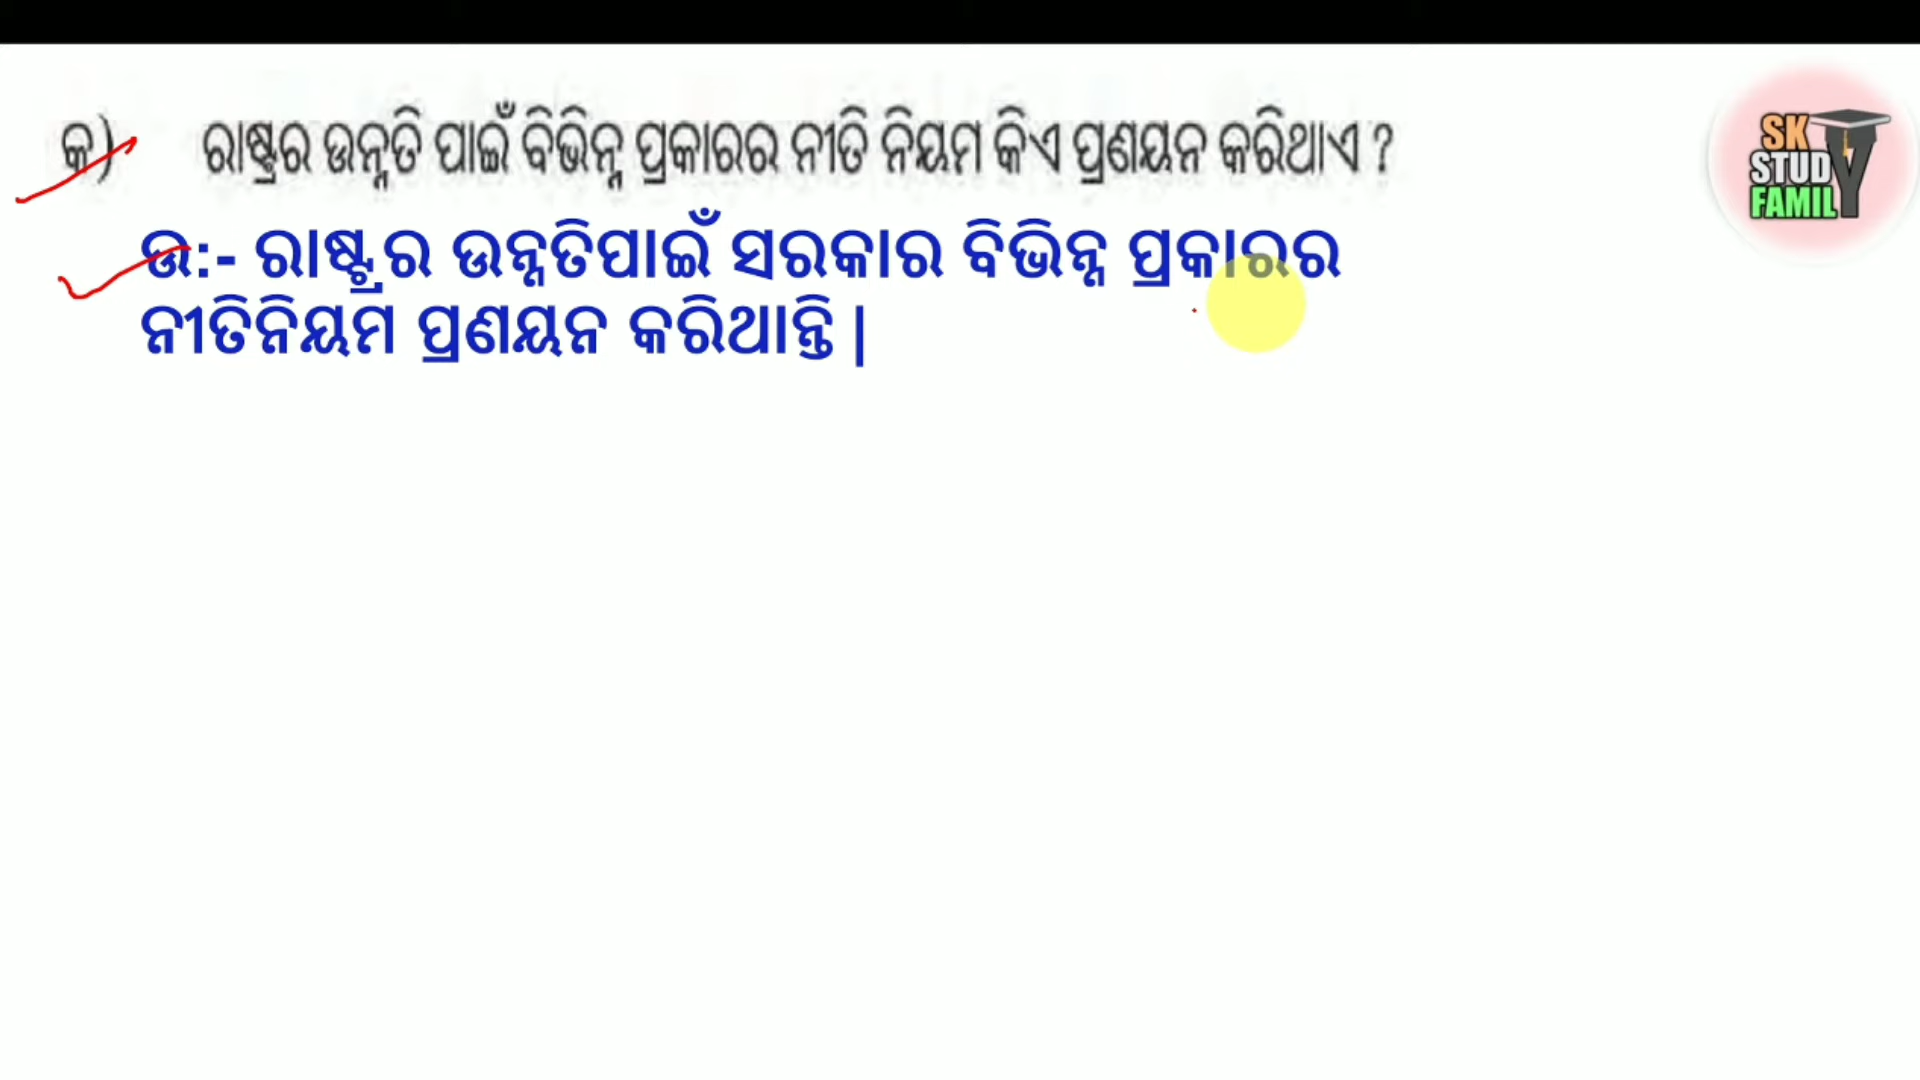 କ) ରାଷ୍ଟ୍ରର ଉନ୍ନତି ପାଇଁ ବିଭିନ୍ନ ପ୍ରକାରର ନୀତି ନିୟମ କିଏ ପ୍ରଣୟନ କରିଥାଏ ?
ଉ:- ରାଷ୍ଟ୍ରର ଉନ୍ନତିପାଇଁ ସରକାର ବିଭିନ୍ନ ପ୍ରକାରର
ନୀତିନିୟମ ପ୍ରଣୟନ କରିଥାନ୍ତି |
SK
STUDY
FAMILY